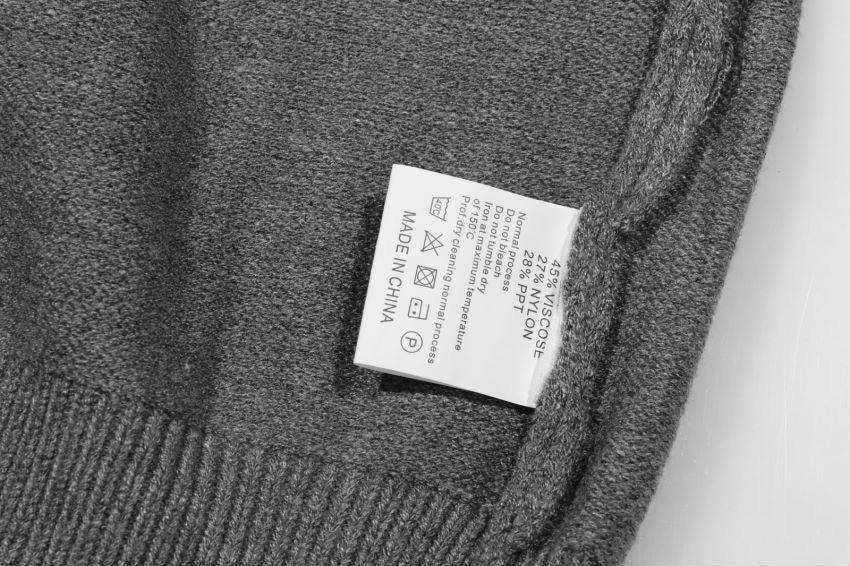 45% VISCOSE
27% NYLON
28% PPT
Normal process
Do not bleach
Do not tumble dry
Iron at maximum temperature
of 150℃
Prof.dry cleaning normal process
40℃
P
MADE IN CHINA